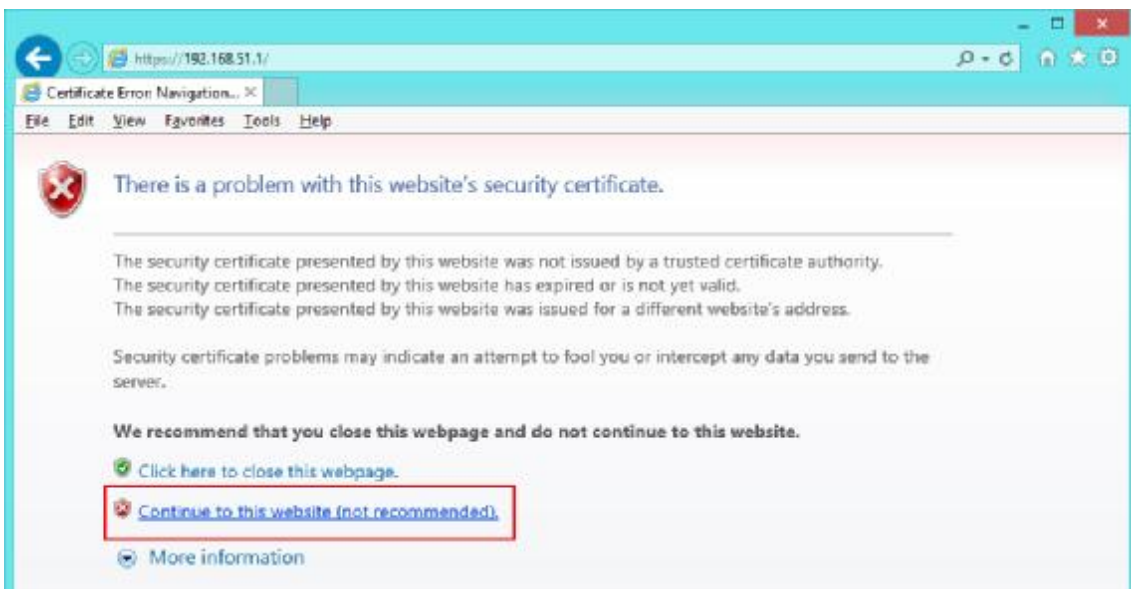 https://192.168.51.1/
Certificate Error: Navigation...
File Edit View Favorites Tools Help
There is a problem with this website's security certificate.
The security certificate presented by this website was not issued by a trusted certificate authority.
The security certificate presented by this website has expired or is not yet valid.
The security certificate presented by this website was issued for a different website's address.
Security certificate problems may indicate an attempt to fool you or intercept any data you send to the
server.
We recommend that you close this webpage and do not continue to this website.
Click here to close this webpage.
Continue to this website (not recommended).
More information